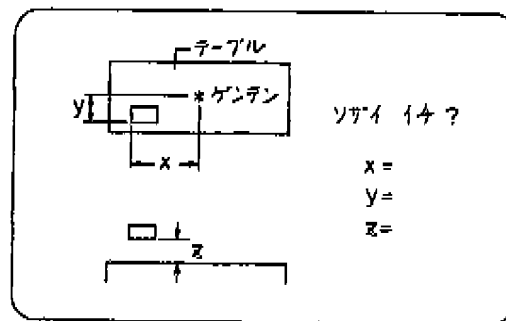 テーブル
* ゲンテン
y
x
z
ソザイ イチ ?
x =
y =
z =